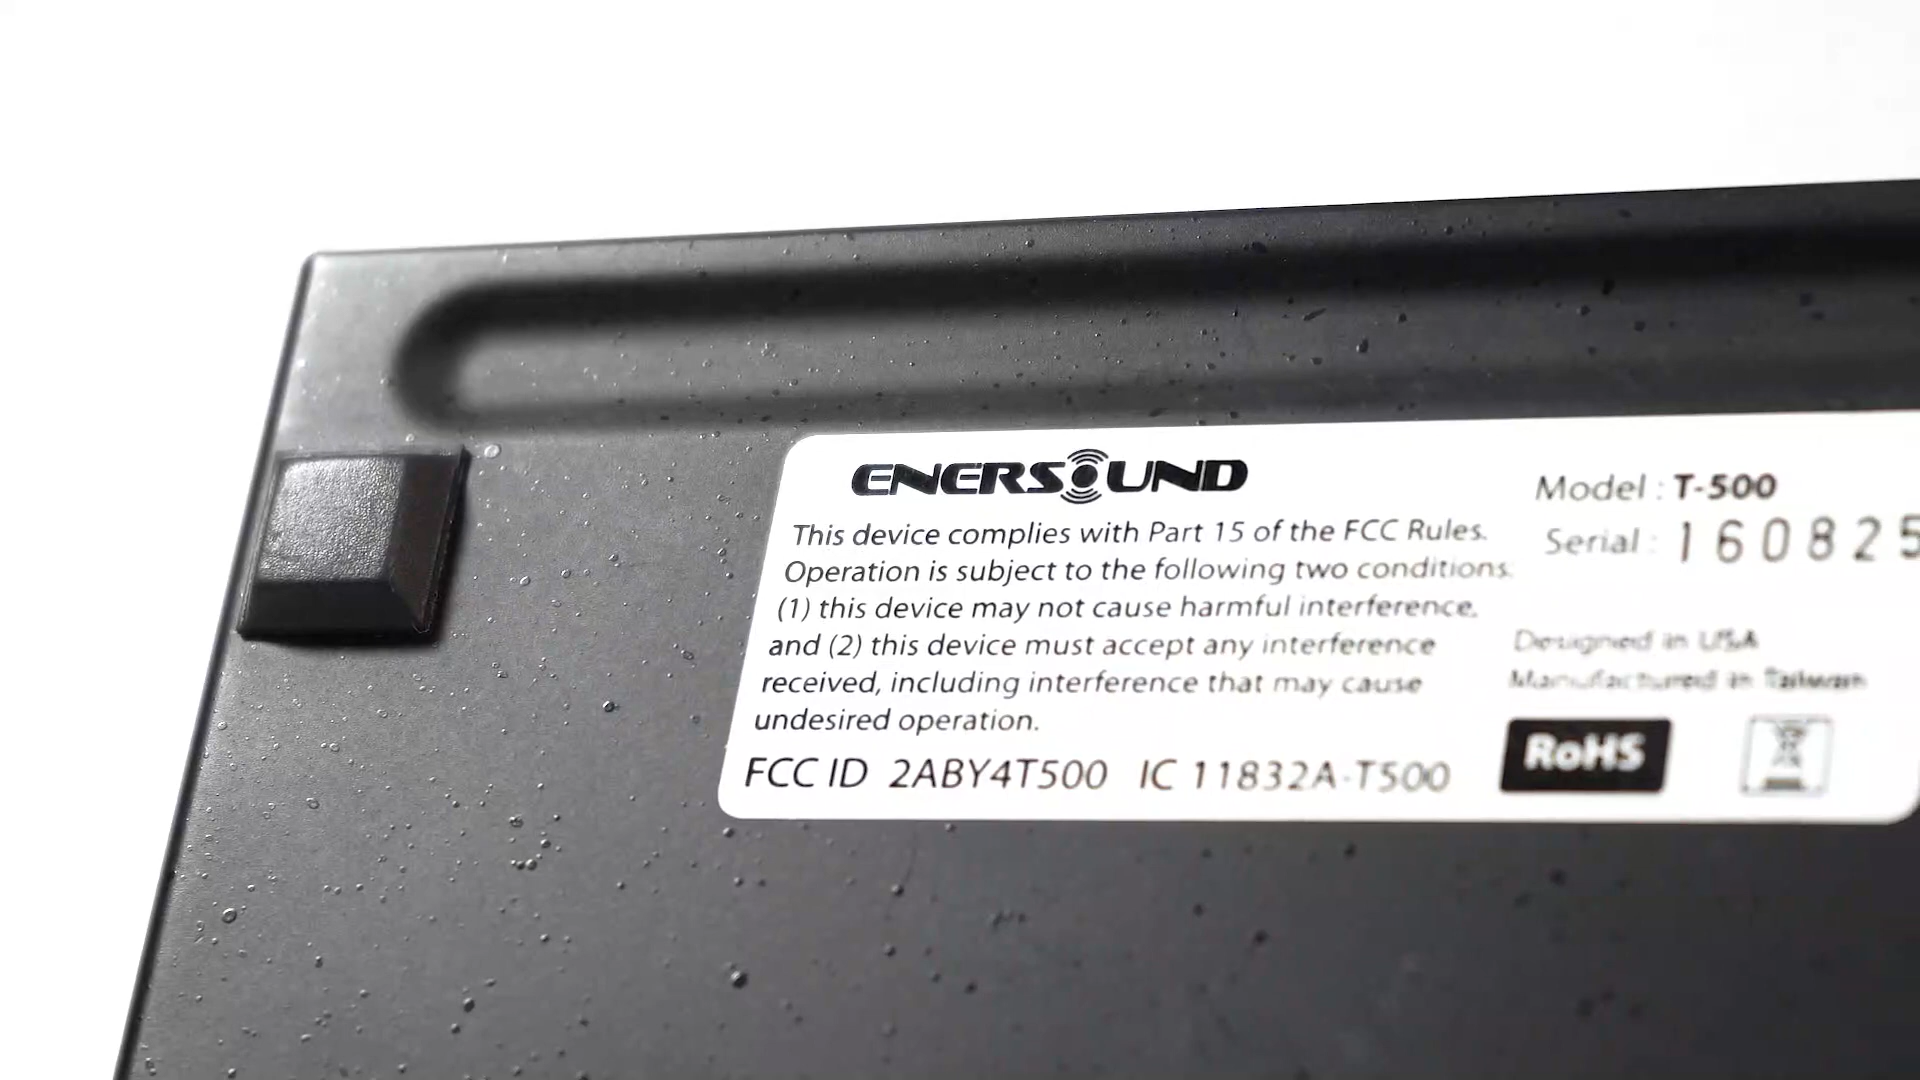 ENERSOUND
This device complies with Part 15 of the FCC Rules.
Operation is subject to the following two conditions:
(1) this device may not cause harmful interference,
and (2) this device must accept any interference
received, including interference that may cause
undesired operation.
FCC ID 2ABY4T500 IC 11832A-T500
Model : T-500
Serial : 160825
Designed in USA
Manufactured in Taiwan
RoHS